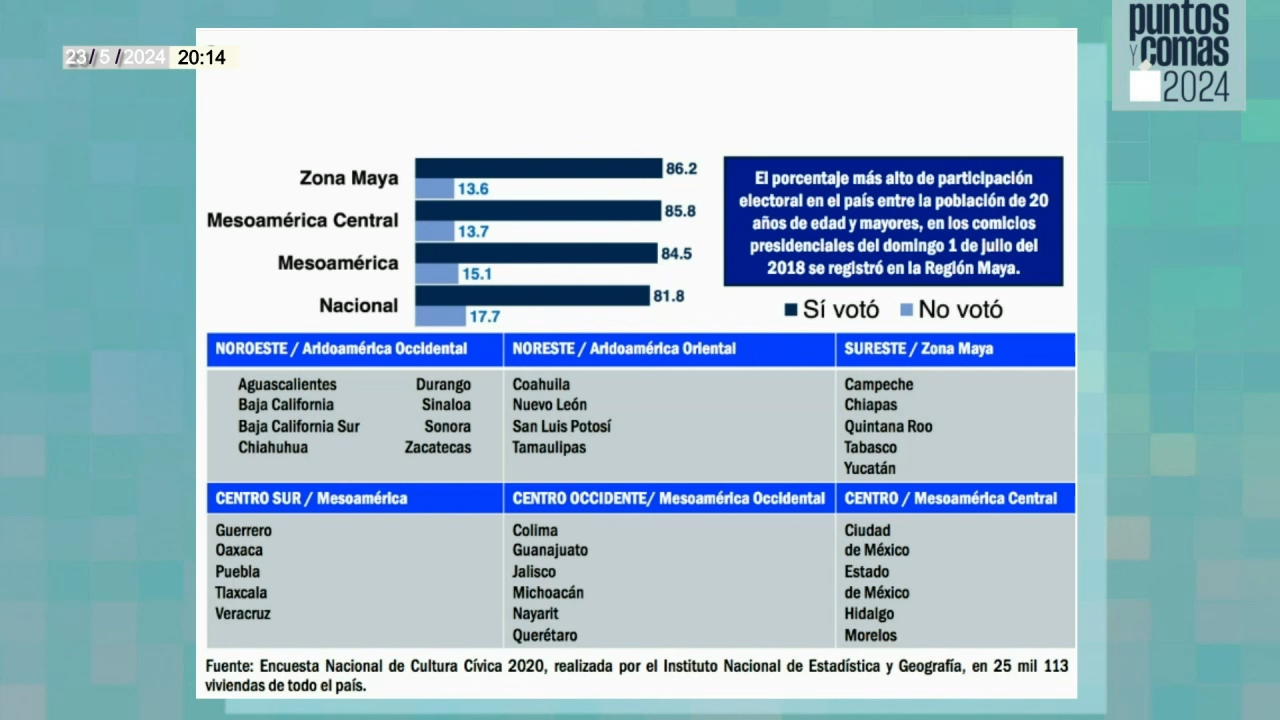 23/ 5 /2024 20:14
puntos
Y comas
2024
Zona Maya
86.2
13.6
Mesoamérica Central
85.8
13.7
Mesoamérica
84.5
15.1
Nacional
81.8
17.7
El porcentaje más alto de participación
electoral en el país entre la población de 20
años de edad y mayores, en los comicios
presidenciales del domingo 1 de julio del
2018 se registró en la Región Maya.
Sí votó No votó
NOROESTE / Aridoamérica Occidental
Aguascalientes Durango
Baja California Sinaloa
Baja California Sur Sonora
Chiahuhua Zacatecas
NORESTE / Aridoamérica Oriental
Coahuila
Nuevo León
San Luis Potosí
Tamaulipas
SURESTE / Zona Maya
Campeche
Chiapas
Quintana Roo
Tabasco
Yucatán
CENTRO SUR / Mesoamérica
Guerrero
Oaxaca
Puebla
Tlaxcala
Veracruz
CENTRO OCCIDENTE/ Mesoamérica Occidental
Colima
Guanajuato
Jalisco
Michoacán
Nayarit
Querétaro
CENTRO / Mesoamérica Central
Ciudad
de México
Estado
de México
Hidalgo
Morelos
Fuente: Encuesta Nacional de Cultura Cívica 2020, realizada por el Instituto Nacional de Estadística y Geografía, en 25 mil 113
viviendas de todo el país.